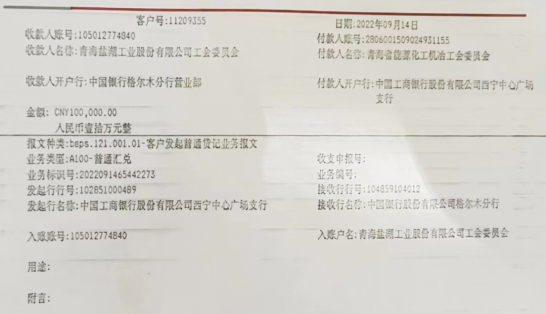 客户号:11209355 日期:2022年09月14日
收款人账号:105012774840 付款人账号:2806001509024931155
收款人名称:青海盐湖工业股份有限公司工会委员会 付款人名称:青海省能源化工机冶工会委员会
收款人开户行:中国银行格尔木分行营业部 付款人开户行:中国工商银行股份有限公司西宁中心广场
支行
金额: CNY100,000.00
人民币壹拾万元整
报文种类:beps.121.001.01-客户发起普通贷记业务报文
业务类型:A100-普通汇兑 收支申报号:
业务标识号:2022091465442273 业务编号:
发起行行号:102851000489 接收行行号:104859104012
发起行名称:中国工商银行股份有限公司西宁中心广场支行 接收行名称:中国银行股份有限公司格尔木分行
入账账号:105012774840 入账户名:青海盐湖工业股份有限公司工会委员会
用途:
附言: